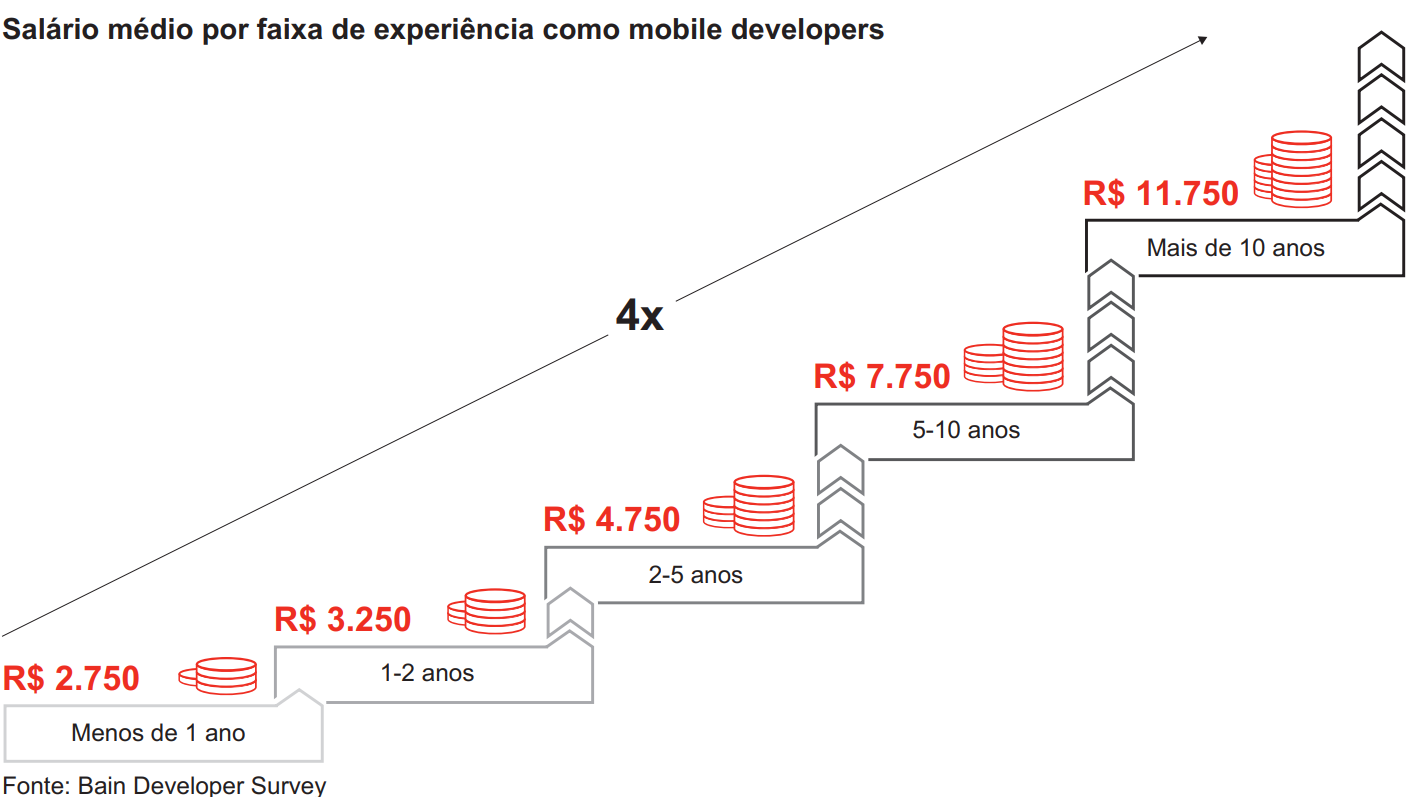 Salário médio por faixa de experiência como mobile developers
R$ 11.750
Mais de 10 anos
4x
R$ 7.750
5-10 anos
R$ 4.750
2-5 anos
R$ 3.250
1-2 anos
R$ 2.750
Menos de 1 ano
Fonte: Bain Developer Survey